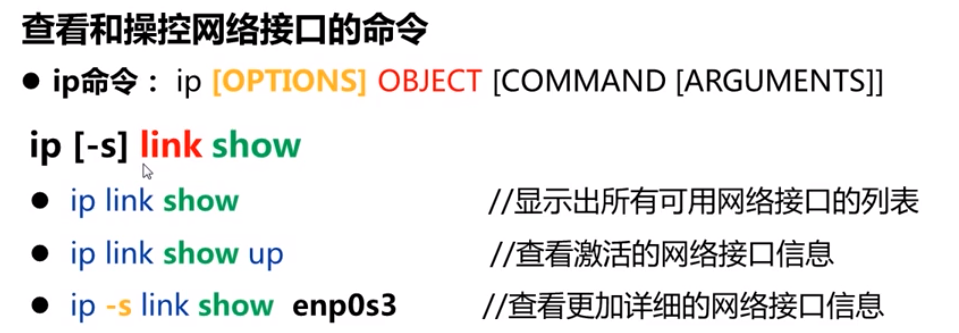 查看和操控网络接口的命令
● ip命令： ip [OPTIONS] OBJECT [COMMAND [ARGUMENTS]]
ip [-s] link show
● ip link show //显示出所有可用网络接口的列表
● ip link show up //查看激活的网络接口信息
● ip -s link show enp0s3 //查看更加详细的网络接口信息